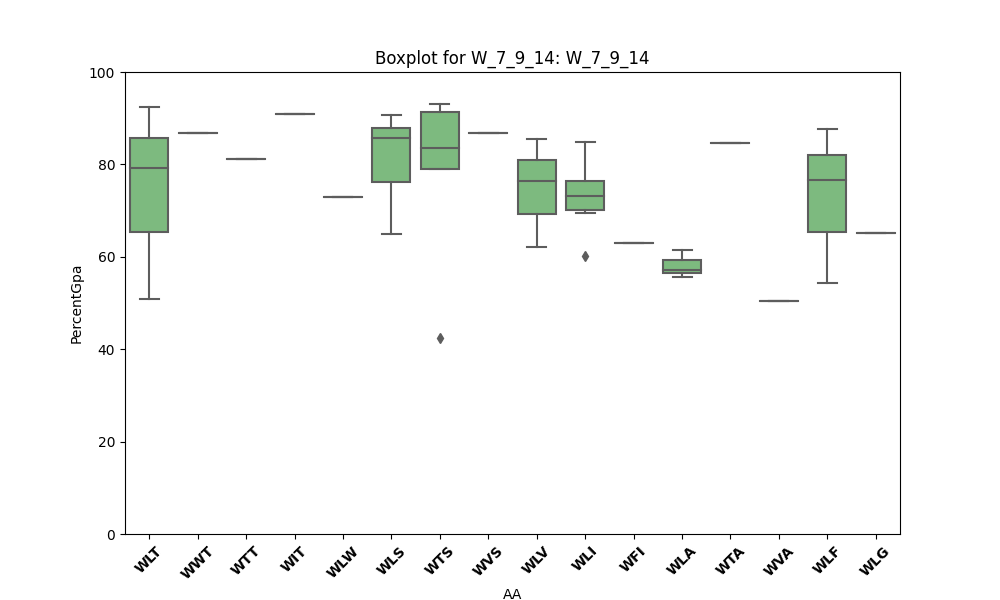 Boxplot for W_7_9_14: W_7_9_14
100
80
60
40
20
0
PercentGpa
WLT WWT WTT WIT WLW WLS WTS WVS WLV WLI WFI WLA WTA WVA WLF WLG
AA